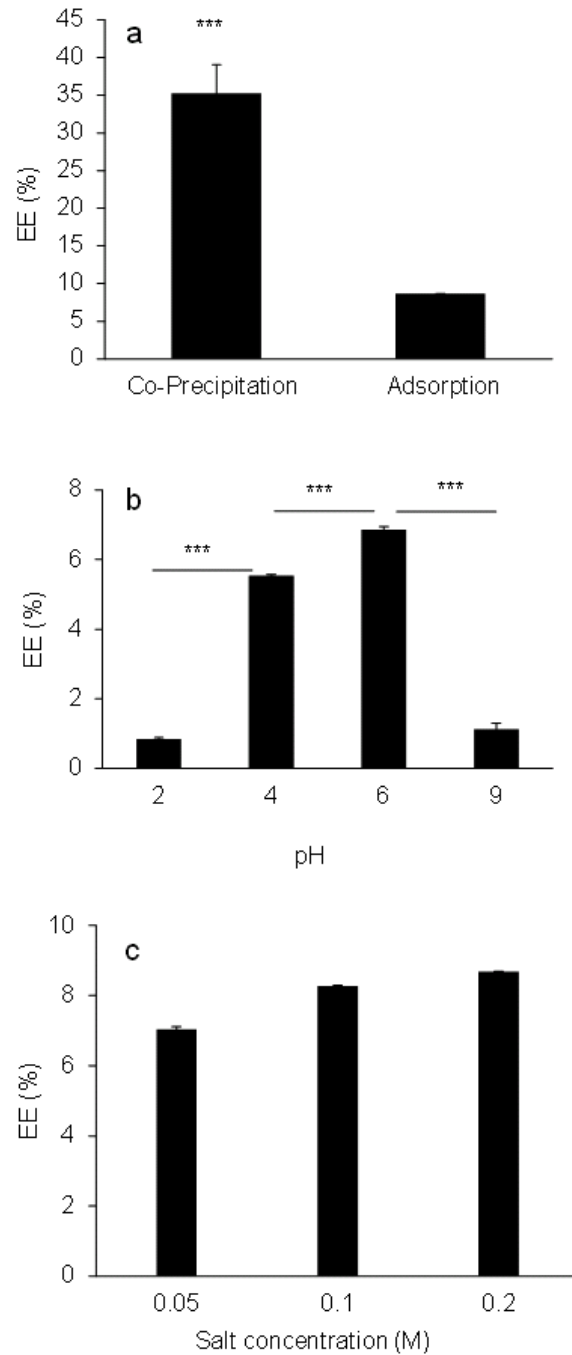 a
***
45
40
35
30
25
20
15
10
5
0
EE (%)
Co-Precipitation Adsorption
b
***
***
***
8
6
4
2
0
EE (%)
2 4 6 9
pH
c
10
8
6
4
2
0
EE (%)
0.05 0.1 0.2
Salt concentration (M)